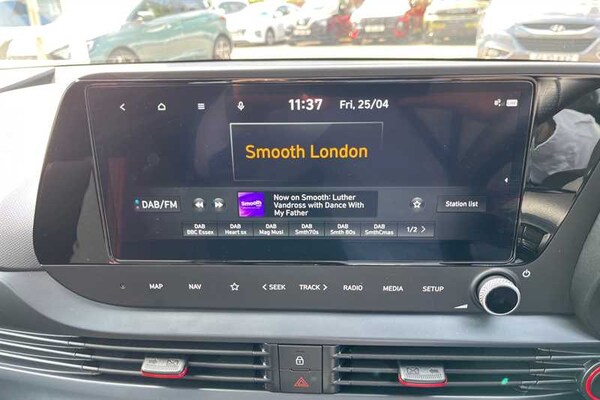 11:37 Fri, 25/04
Smooth London
DAB/FM
Smooth
Now on Smooth: Luther
Vandross with Dance With
My Father
Station list
DAB DAB DAB DAB DAB DAB
BBC Essex Heart sx Mag Musi Smth70s Smth 80s SmthCmas 1/2
MAP NAV SEEK TRACK RADIO MEDIA SETUP